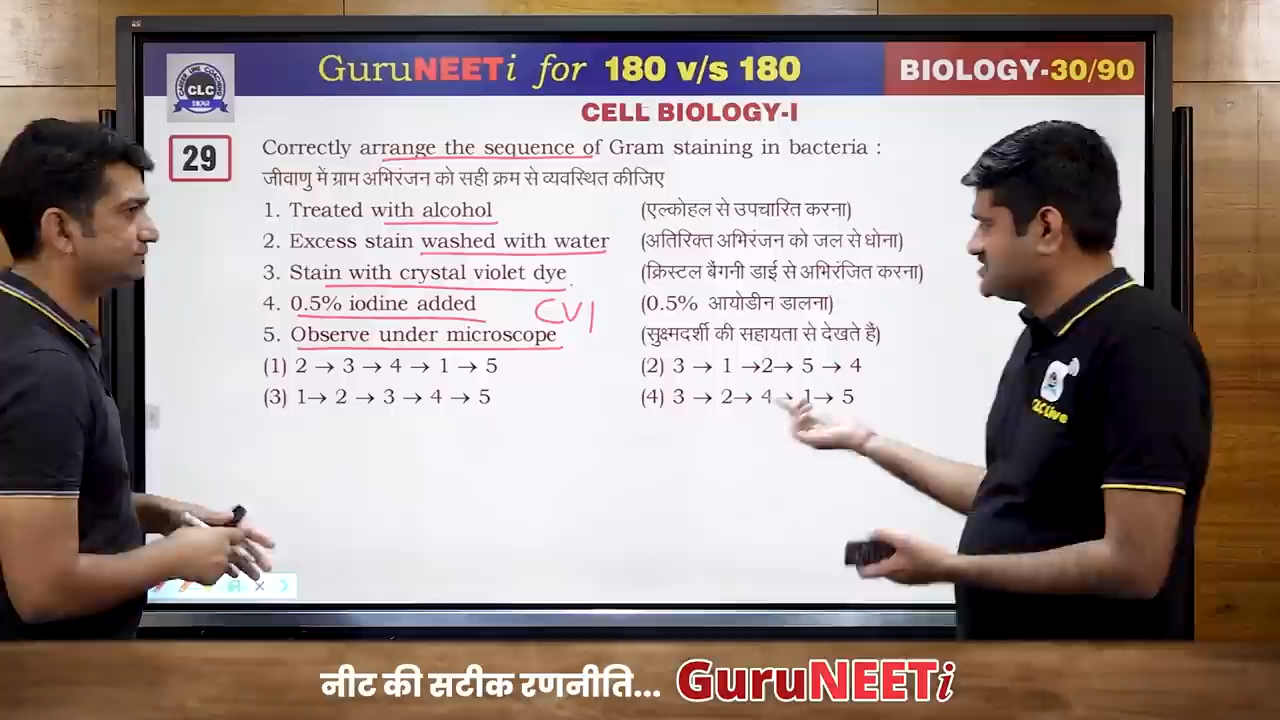 GuruNEETi for 180 v/s 180
BIOLOGY-30/90
CLC
SIKAR
CELL BIOLOGY-I
29
Correctly arrange the sequence of Gram staining in bacteria :
जीवाणु में ग्राम अभिरंजन को सही क्रम से व्यवस्थित कीजिए
1. Treated with alcohol (एल्कोहल से उपचारित करना)
2. Excess stain washed with water (अतिरिक्त अभिरंजन को जल से धोना)
3. Stain with crystal violet dye (क्रिस्टल बैंगनी डाई से अभिरंजित करना)
4. 0.5% iodine added (0.5% आयोडीन डालना)
CV
5. Observe under microscope (सुक्ष्मदर्शी की सहायता से देखते हैं)
(1) 2 → 3 → 4 → 1 → 5 (2) 3 → 1 →2→ 5 → 4
(3) 1→ 2 → 3 → 4 → 5 (4) 3 → 2→ 4 → 1→ 5
CLC Live
नीट की सटीक रणनीति... GuruNEETi